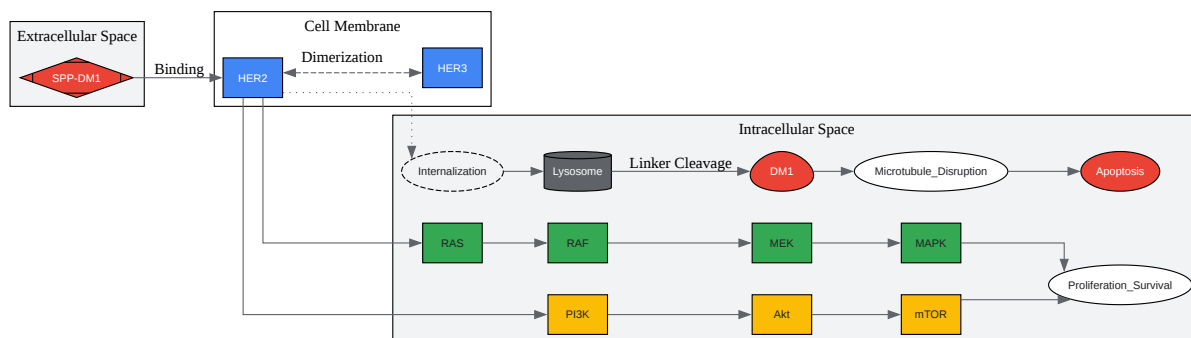 Extracellular Space
SPP-DM1
Binding
Cell Membrane
HER2
Dimerization
HER3
Intracellular Space
Internalization
Lysosome
Linker Cleavage
DM1
Microtubule_Disruption
Apoptosis
RAS
RAF
MEK
MAPK
Proliferation_Survival
PI3K
Akt
mTOR